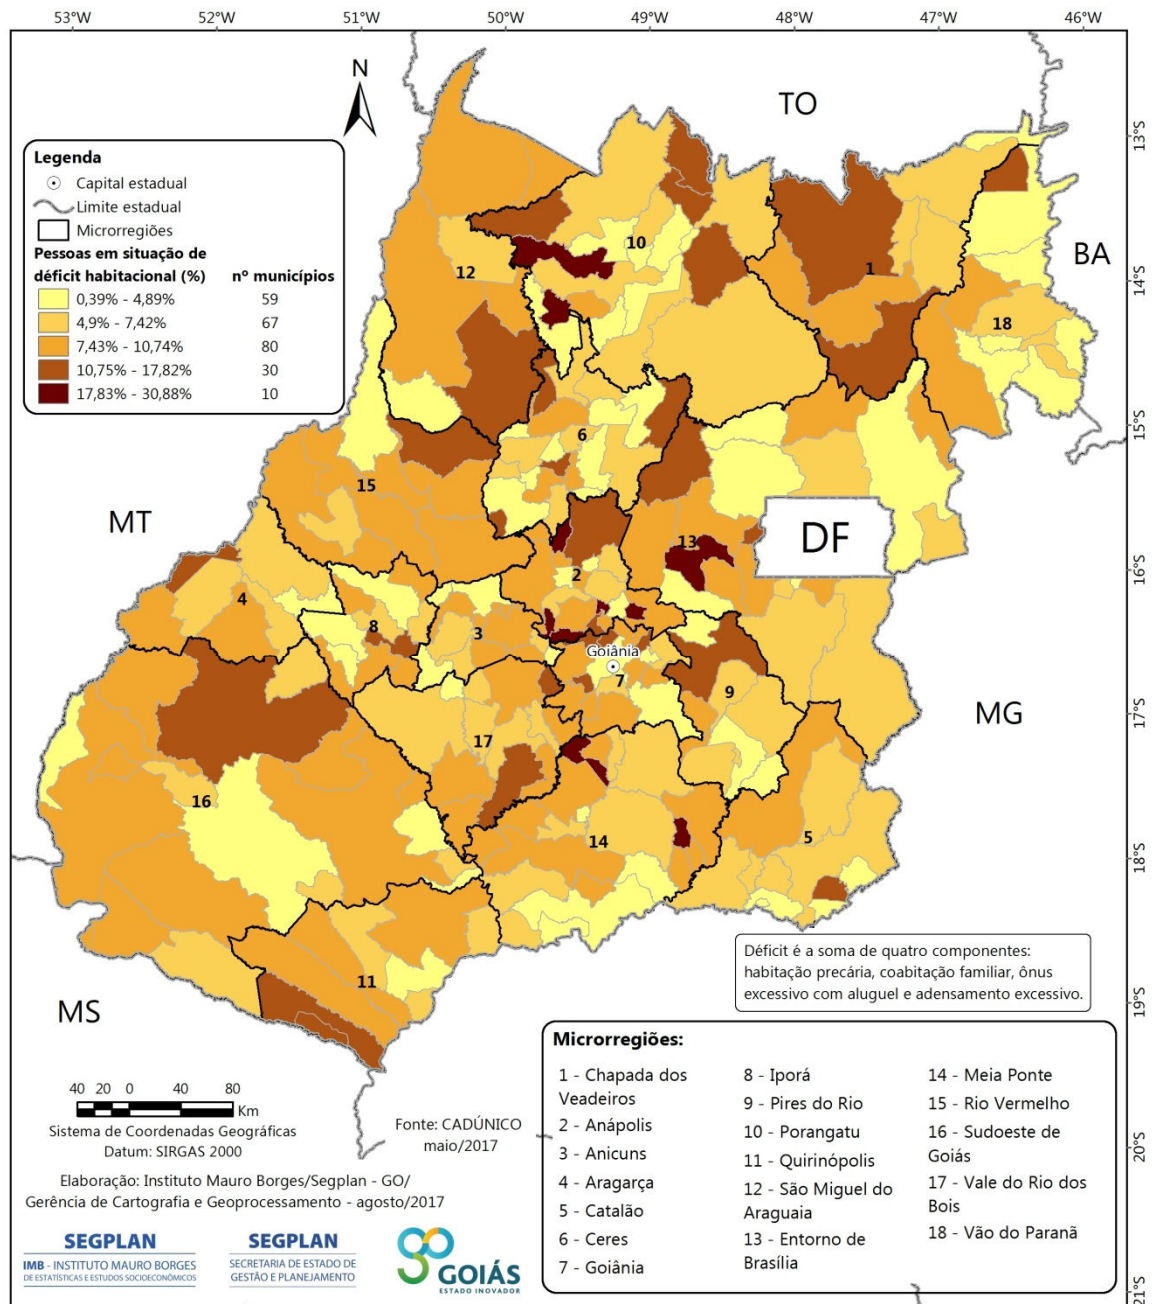 53°W 52°W 51°W 50°W 49°W 48°W 47°W 46°W
N
TO
13°S
Legenda
Capital estadual
Limite estadual
Microrregiões
Pessoas em situação de
déficit habitacional (%) nº municípios
0,39% - 4,89% 59
4,9% - 7,42% 67
7,43% - 10,74% 80
10,75% - 17,82% 30
17,83% - 30,88% 10
10
BA
12
1
14°S
18
15°S
6
15
MT
DF
13
16°S
2
4
8
3
Goiânia
7
9
MG
17°S
17
16
14
5
18°S
Déficit é a soma de quatro componentes:
habitação precária, coabitação familiar, ônus
excessivo com aluguel e adensamento excessivo.
11
MS
19°S
Microrregiões:
1 - Chapada dos
Veadeiros
2 - Anápolis
3 - Anicuns
4 - Aragarça
5 - Catalão
6 - Ceres
7 - Goiânia
8 - Iporá
9 - Pires do Rio
10 - Porangatu
11 - Quirinópolis
12 - São Miguel do
Araguaia
13 - Entorno de
Brasília
14 - Meia Ponte
15 - Rio Vermelho
16 - Sudoeste de
Goiás
17 - Vale do Rio dos
Bois
18 - Vão do Paranã
40 20 0 40 80
Km
Sistema de Coordenadas Geográficas
Datum: SIRGAS 2000
Fonte: CADÚNICO
maio/2017
20°S
Elaboração: Instituto Mauro Borges/Segplan - GO/
Gerência de Cartografia e Geoprocessamento - agosto/2017
SEGPLAN
IMB - INSTITUTO MAURO BORGES
DE ESTATÍSTICAS E ESTUDOS SOCIOECONÔMICOS
SEGPLAN
SECRETARIA DE ESTADO DE
GESTÃO E PLANEJAMENTO
GOIÁS
ESTADO INOVADOR
21°S